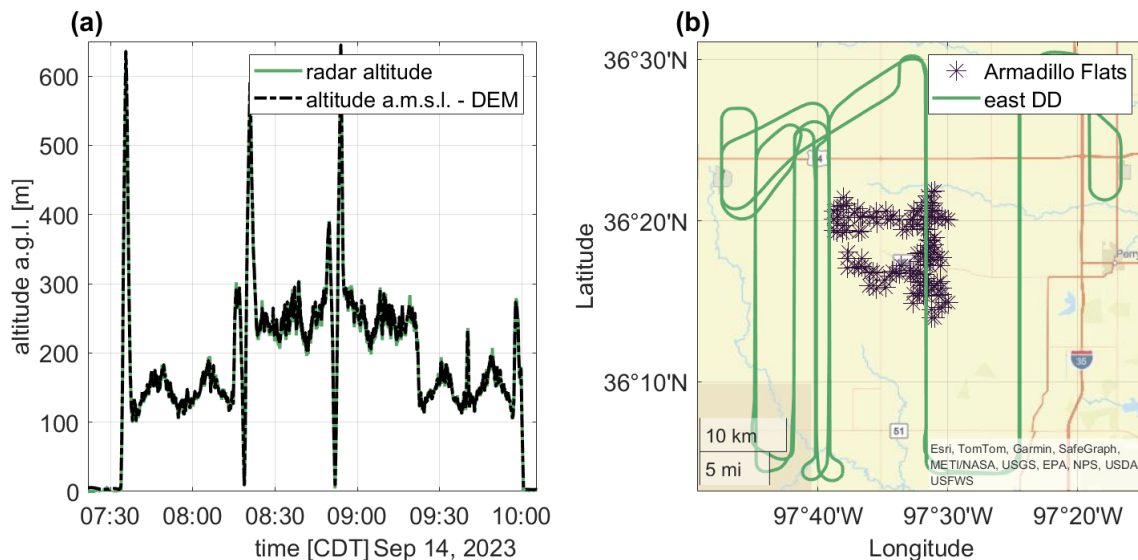 (a)
radar altitude
altitude a.m.s.l. - DEM
altitude a.g.l. [m]
600
500
400
300
200
100
0
07:30 08:00 08:30 09:00 09:30 10:00
time [CDT] Sep 14, 2023
(b)
Armadillo Flats
east DD
Latitude
36°30'N
36°20'N
36°10'N
Perry
35
51
10 km
5 mi
Esri, TomTom, Garmin, SafeGraph,
METI/NASA, USGS, EPA, NPS, USDA,
USFWS
97°40'W 97°30'W 97°20'W
Longitude